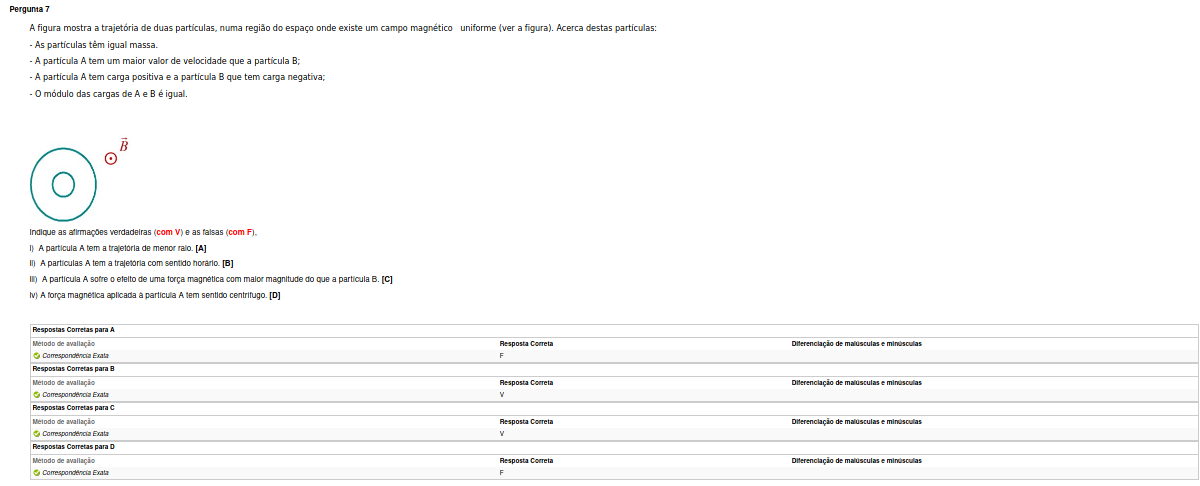 Pergunta 7
A figura mostra a trajetória de duas partículas, numa região do espaço onde existe um campo magnético uniforme (ver a figura). Acerca destas partículas:
- As partículas têm igual massa.
- A partícula A tem um maior valor de velocidade que a partícula B;
- A partícula A tem carga positiva e a partícula B que tem carga negativa;
- O módulo das cargas de A e B é igual.
B
Indique as afirmações verdadeiras (com V) e as falsas (com F).
i) A partícula A tem a trajetória de menor raio. [A]
ii) A partículas A tem a trajetória com sentido horário. [B]
iii) A partícula A sofre o efeito de uma força magnética com maior magnitude do que a partícula B. [C]
iv) A força magnética aplicada à partícula A tem sentido centrífugo. [D]
Respostas Corretas para A
Método de avaliação Resposta Correta Diferenciação de maiúsculas e minúsculas
Correspondência Exata F
Respostas Corretas para B
Método de avaliação Resposta Correta Diferenciação de maiúsculas e minúsculas
Correspondência Exata V
Respostas Corretas para C
Método de avaliação Resposta Correta Diferenciação de maiúsculas e minúsculas
Correspondência Exata V
Respostas Corretas para D
Método de avaliação Resposta Correta Diferenciação de maiúsculas e minúsculas
Correspondência Exata F